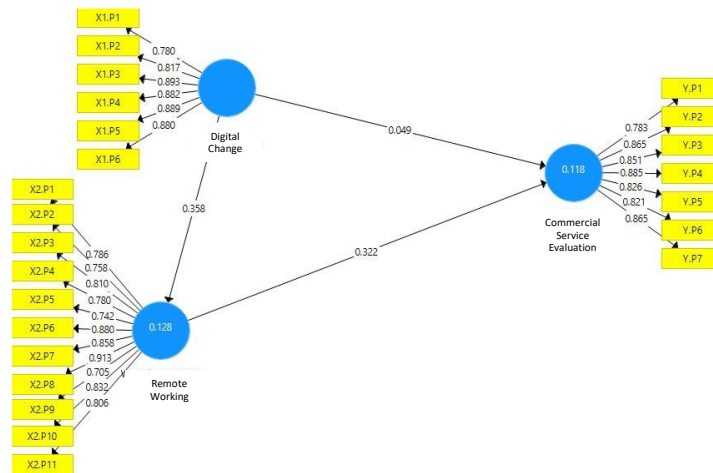 X1.P1
X1.P2
X1.P3
X1.P4
X1.P5
X1.P6
0.780
0.817
0.893
0.882
0.889
0.880
Digital
Change
0.049
0.358
0.322
Y.P1
Y.P2
Y.P3
Y.P4
Y.P5
Y.P6
Y.P7
0.783
0.865
0.851
0.885
0.826
0.821
0.865
0.118
Commercial
Service
Evaluation
X2.P1
X2.P2
X2.P3
X2.P4
X2.P5
X2.P6
X2.P7
X2.P8
X2.P9
X2.P10
X2.P11
0.786
0.758
0.810
0.780
0.742
0.880
0.858
0.913
0.705
0.832
0.806
0.128
Remote
Working